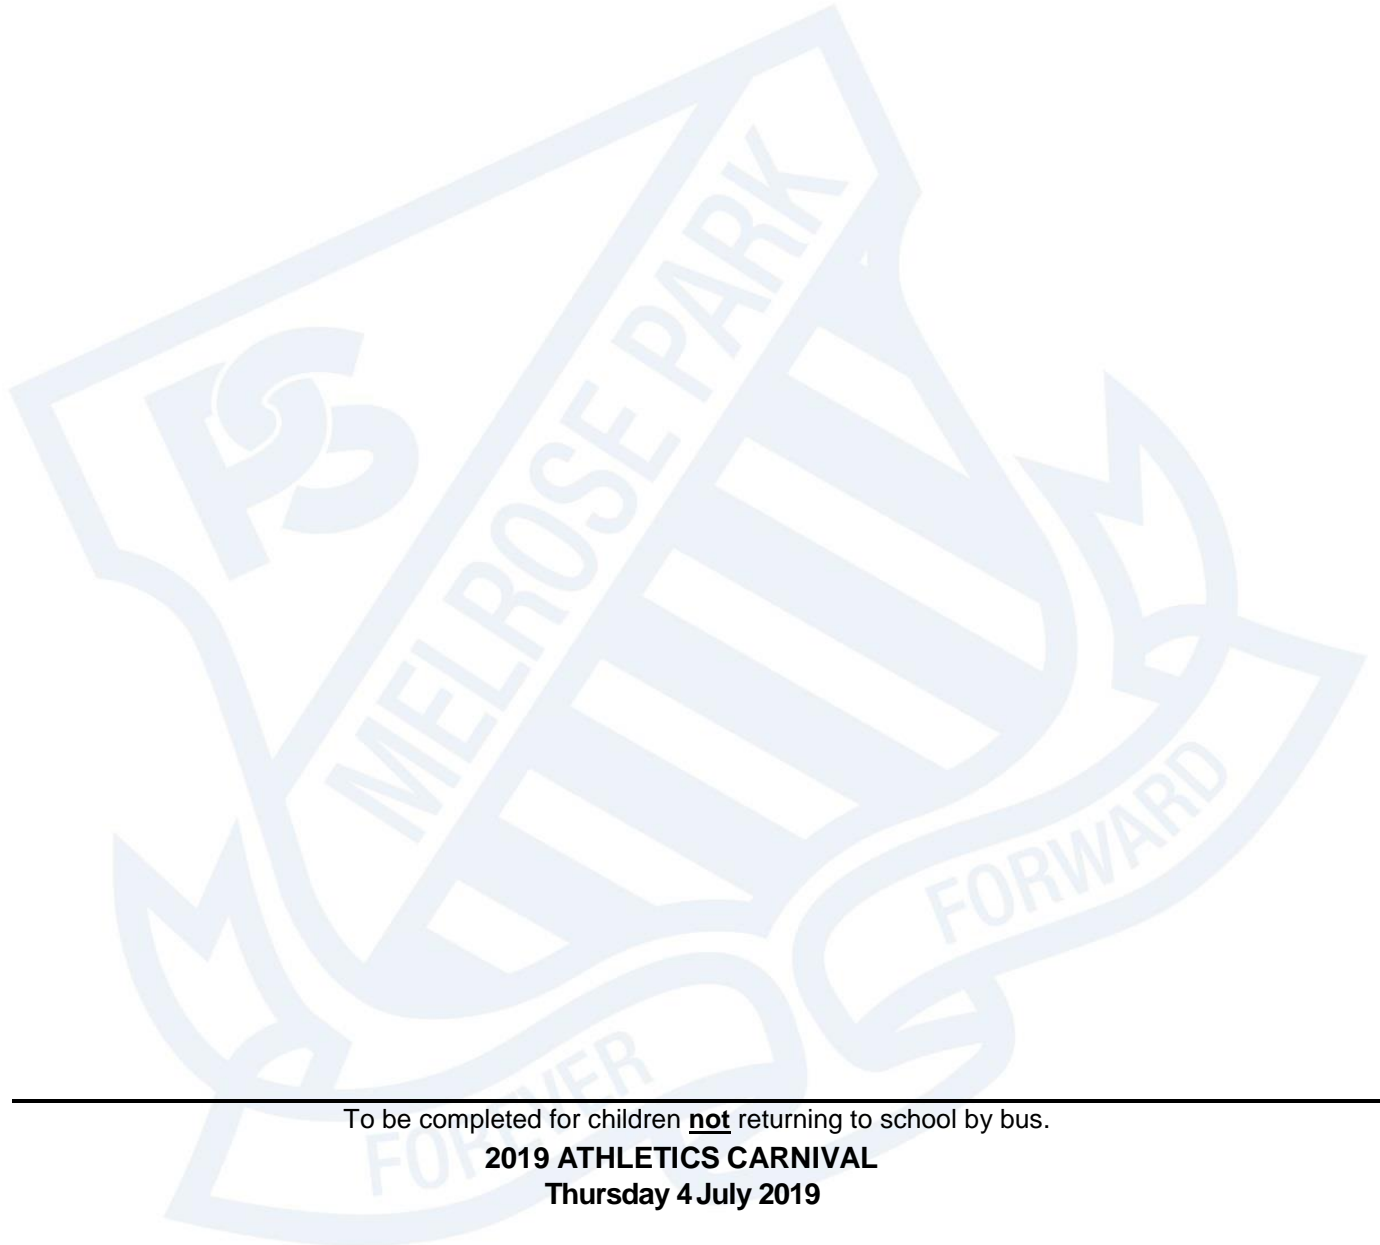 PS
MELROSE PARK
FORWARD
FOREVER
To be completed for children not returning to school by bus.
2019 ATHLETICS CARNIVAL
Thursday 4 July 2019